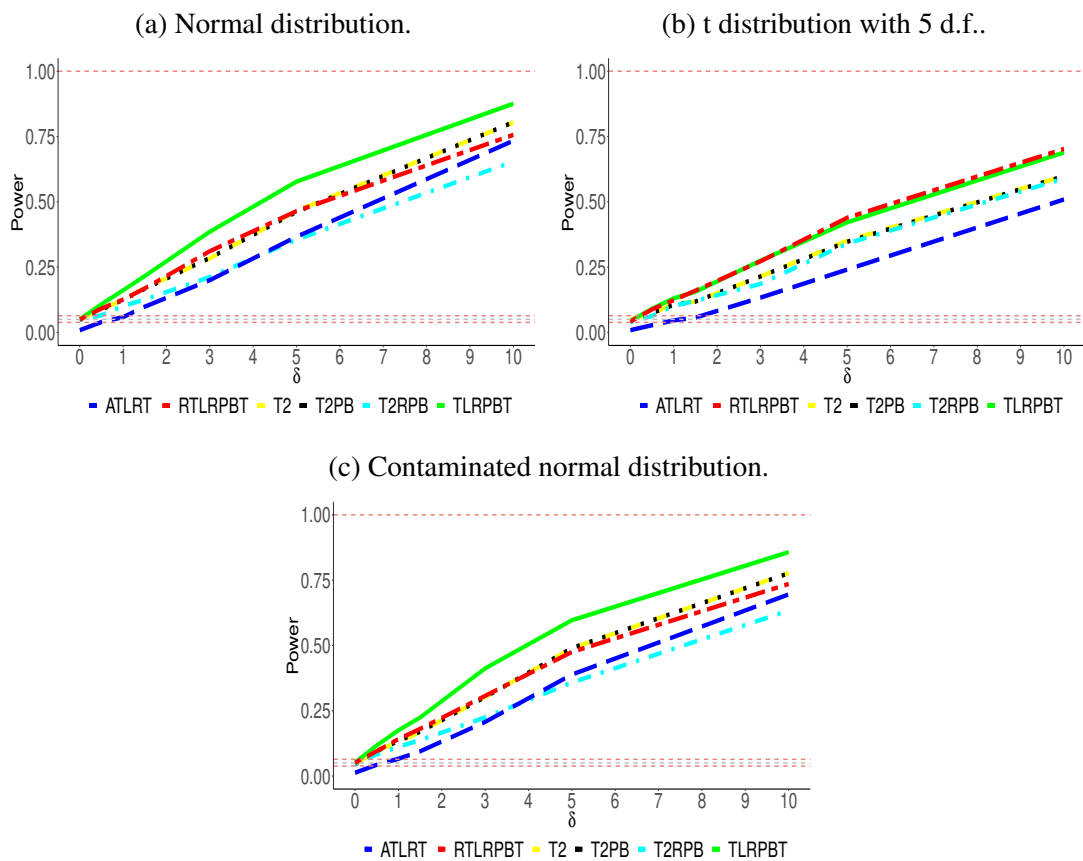 (a) Normal distribution.
(b) t distribution with 5 d.f..
1.00
0.75
0.50
0.25
0.00
Power
0 1 2 3 4 5 6 7 8 9 10
δ
ATLRT RTLRPBT T2 T2PB T2RPB TLRPBT
1.00
0.75
0.50
0.25
0.00
Power
0 1 2 3 4 5 6 7 8 9 10
δ
ATLRT RTLRPBT T2 T2PB T2RPB TLRPBT
(c) Contaminated normal distribution.
1.00
0.75
0.50
0.25
0.00
Power
0 1 2 3 4 5 6 7 8 9 10
δ
ATLRT RTLRPBT T2 T2PB T2RPB TLRPBT